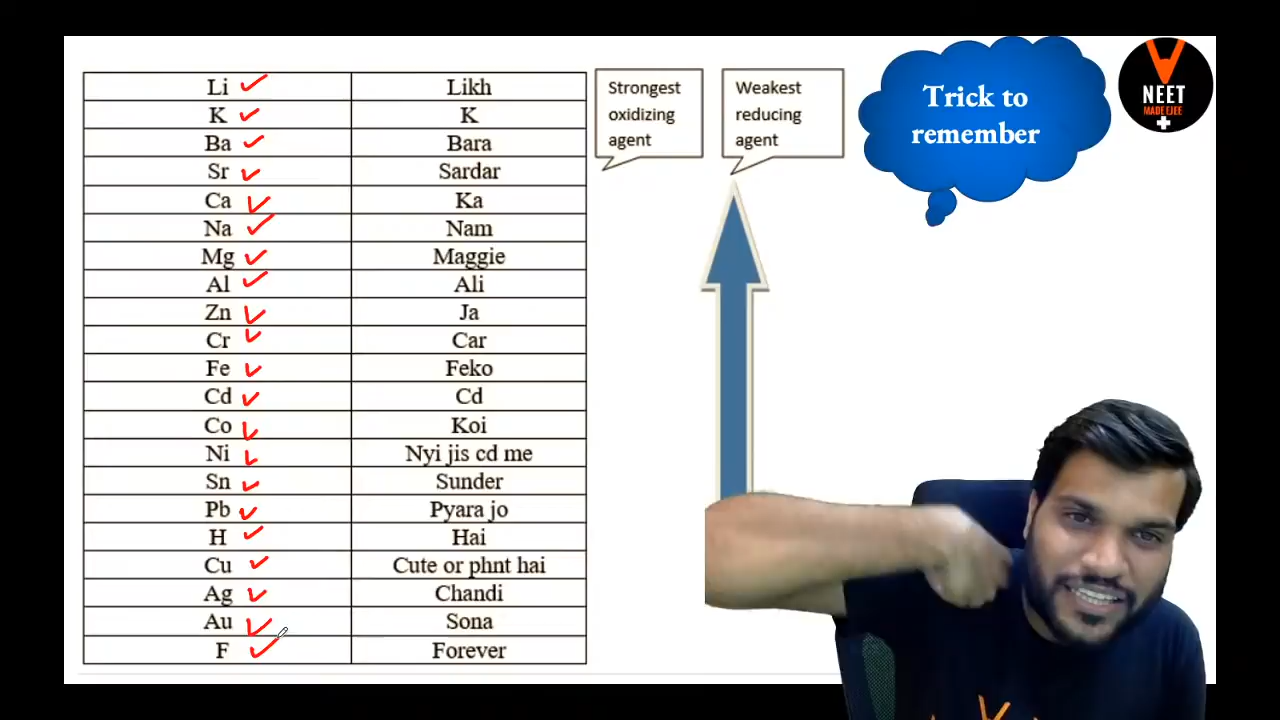 Li Likh
K K
Ba Bara
Sr Sardar
Ca Ka
Na Nam
Mg Maggie
Al Ali
Zn Ja
Cr Car
Fe Feko
Cd Cd
Co Koi
Ni Nyi jis cd me
Sn Sunder
Pb Pyara jo
H Hai
Cu Cute or phnt hai
Ag Chandi
Au Sona
F Forever
Strongest
oxidizing
agent
Weakest
reducing
agent
Trick to
remember
NEET
MADE EJEE